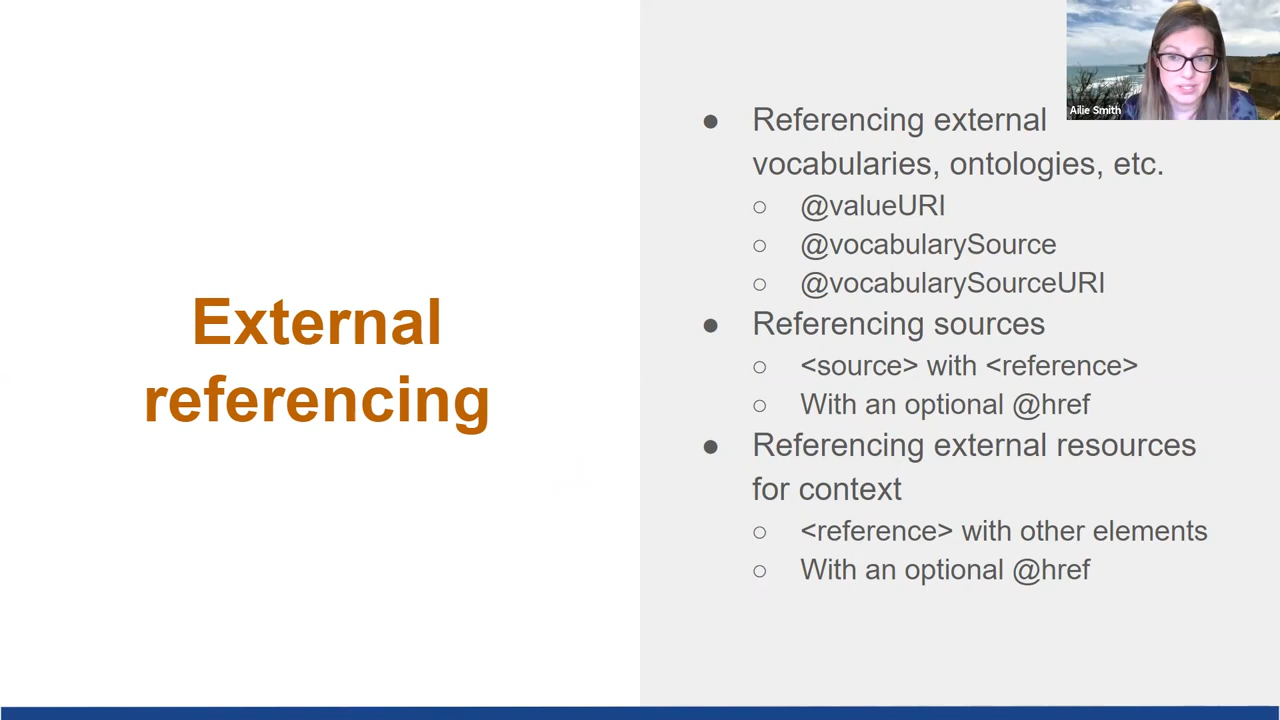 External
referencing
Ailie Smith
● Referencing external
vocabularies, ontologies, etc.
○ @valueURI
○ @vocabularySource
○ @vocabularySourceURI
● Referencing sources
○ <source> with <reference>
○ With an optional @href
● Referencing external resources
for context
○ <reference> with other elements
○ With an optional @href